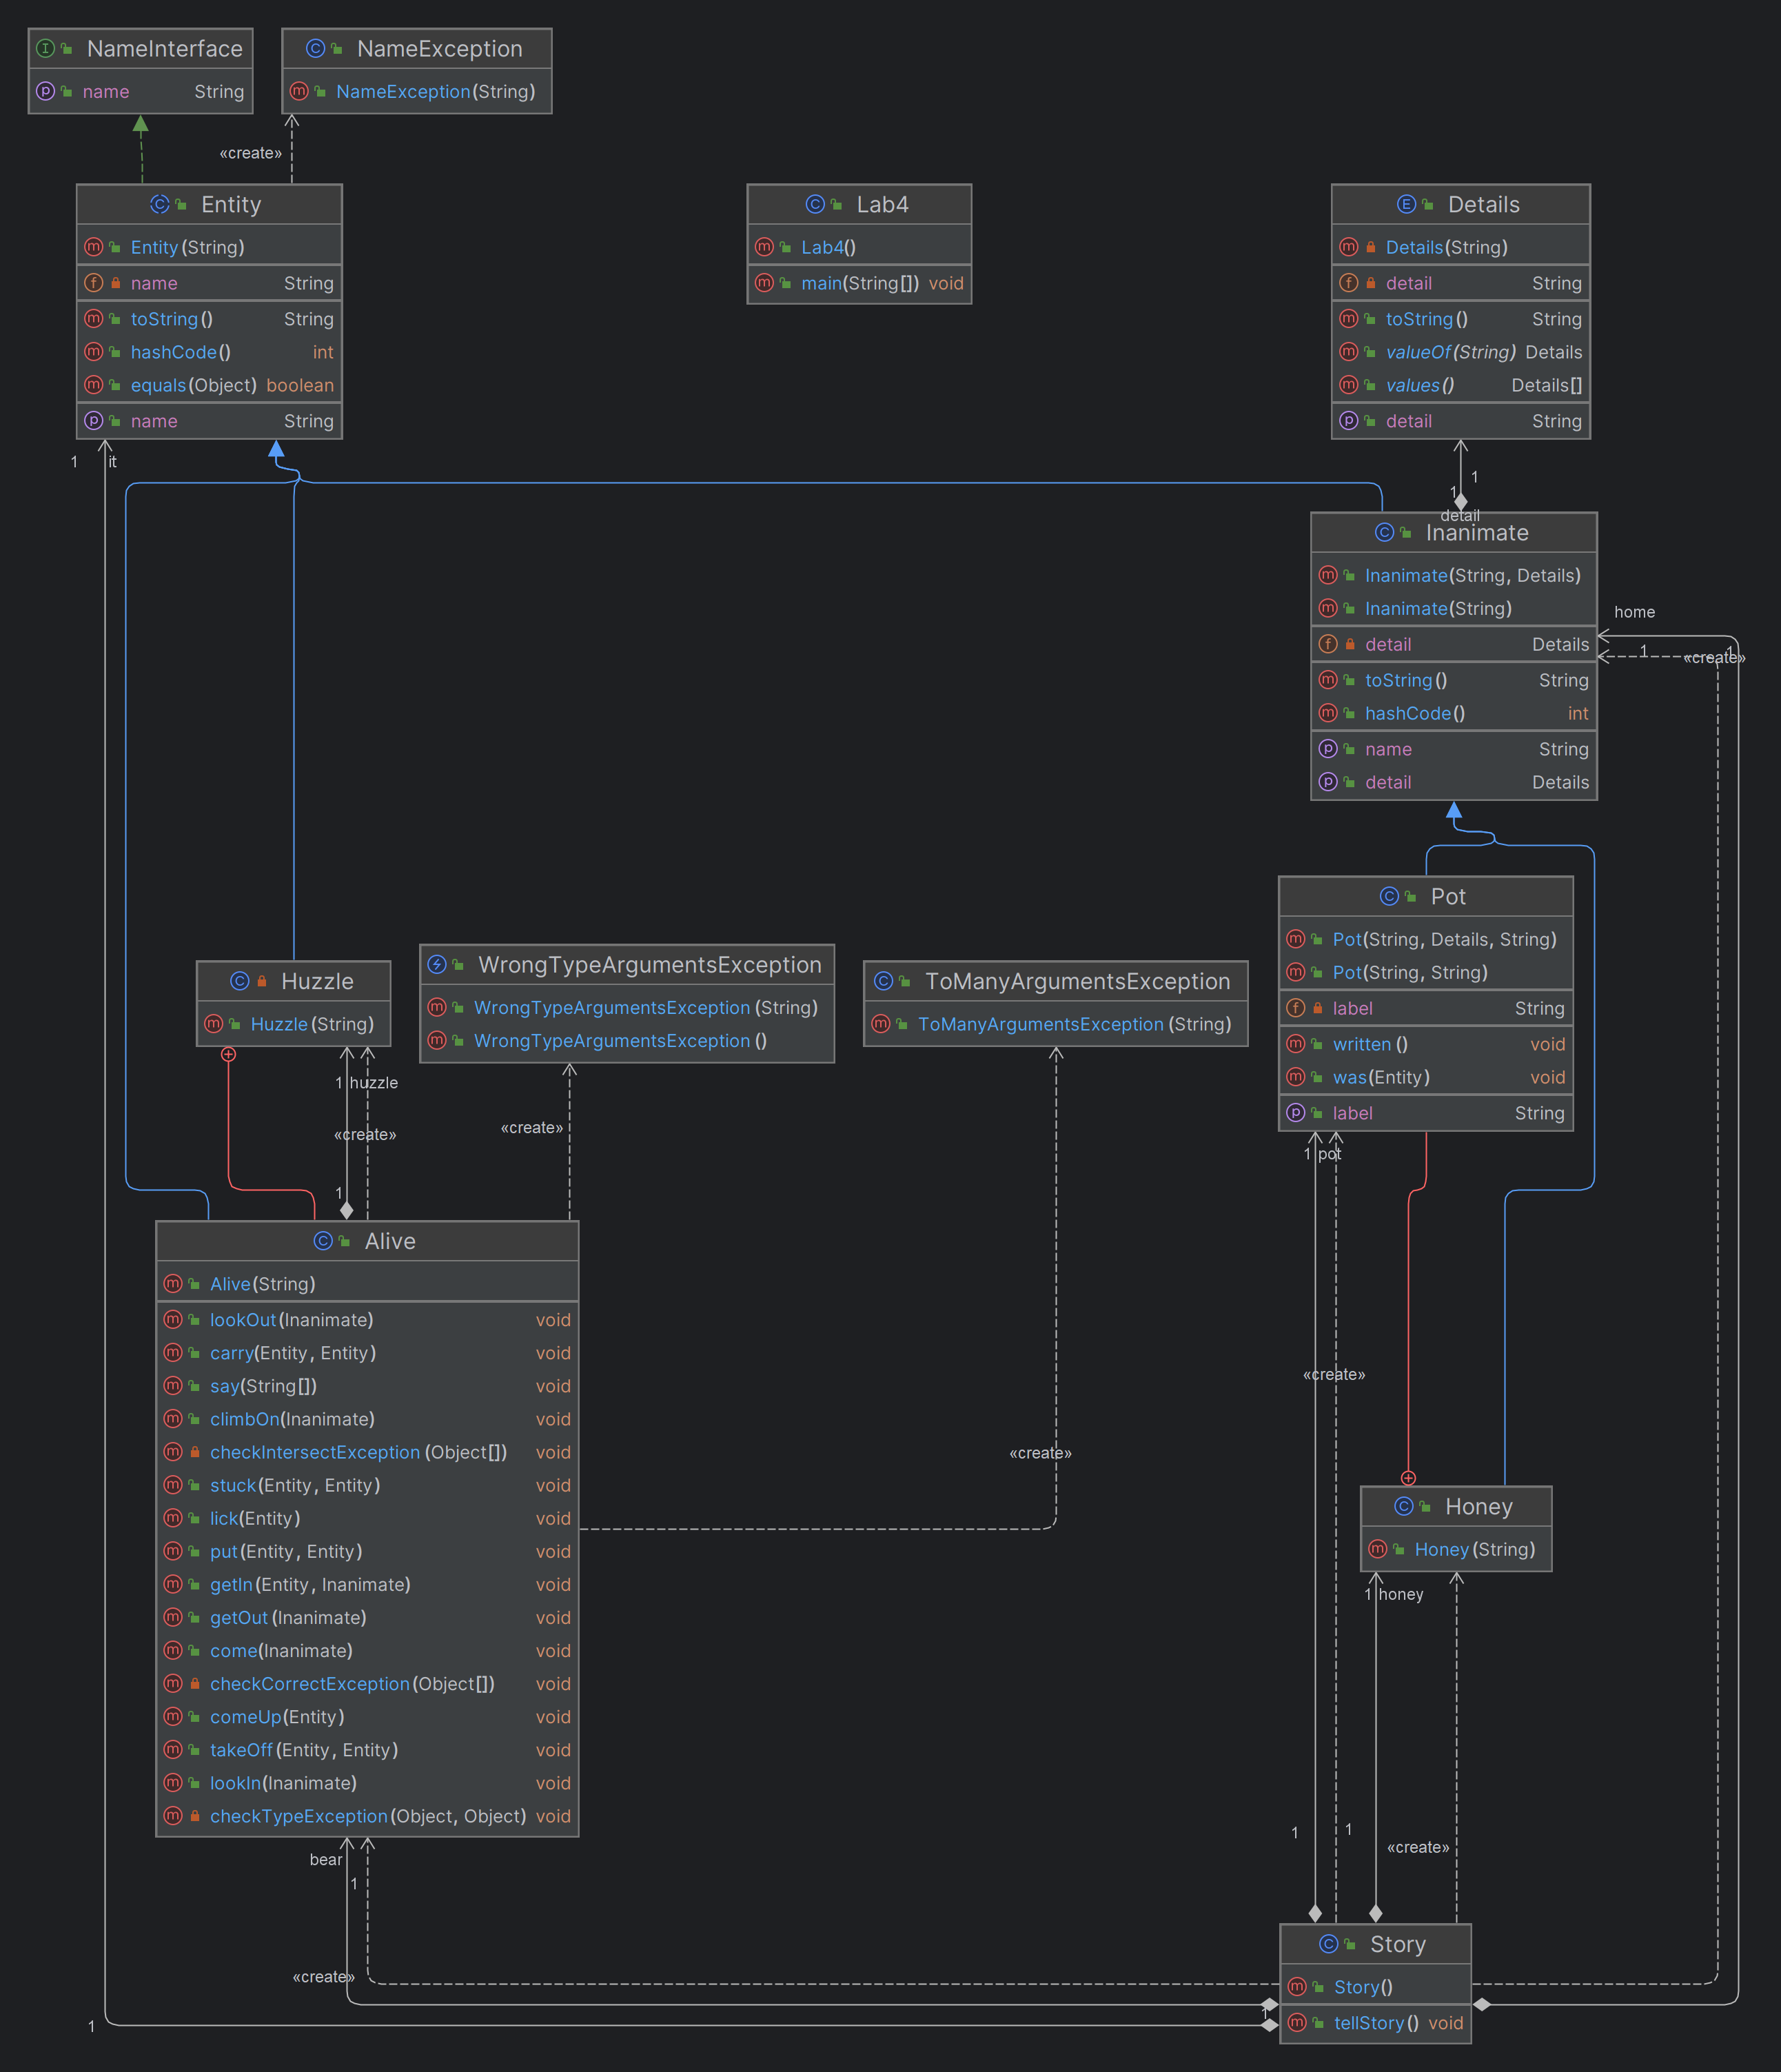 NameInterface
name String
NameException
NameException(String)
«create»
Entity
Entity(String)
name String
toString() String
hashCode() int
equals(Object) boolean
name String
Lab4
Lab4()
main(String[]) void
Details
Details(String)
detail String
toString() String
valueOf(String) Details
values() Details[]
detail String
1 it
1
1
detail
Inanimate
Inanimate(String, Details)
Inanimate(String)
detail Details
toString() String
hashCode() int
name String
detail Details
home
1 1
«create»
Pot
Pot(String, Details, String)
Pot(String, String)
label String
written() void
was(Entity) void
label String
Huzzle
Huzzle(String)
WrongTypeArgumentsException
WrongTypeArgumentsException(String)
WrongTypeArgumentsException()
ToManyArgumentsException
ToManyArgumentsException(String)
1 huzzle
«create»
«create»
1
1 pot
Alive
Alive(String)
lookOut(Inanimate) void
carry(Entity, Entity) void
say(String[]) void
climbOn(Inanimate) void
checkIntersectException(Object[]) void
stuck(Entity, Entity) void
lick(Entity) void
put(Entity, Entity) void
getIn(Entity, Inanimate) void
getOut(Inanimate) void
come(Inanimate) void
checkCorrectException(Object[]) void
comeUp(Entity) void
takeOff(Entity, Entity) void
lookIn(Inanimate) void
checkTypeException(Object, Object) void
«create»
«create»
Honey
Honey(String)
1 honey
1
1
«create»
bear
1
«create»
Story
Story()
tellStory() void
1
1